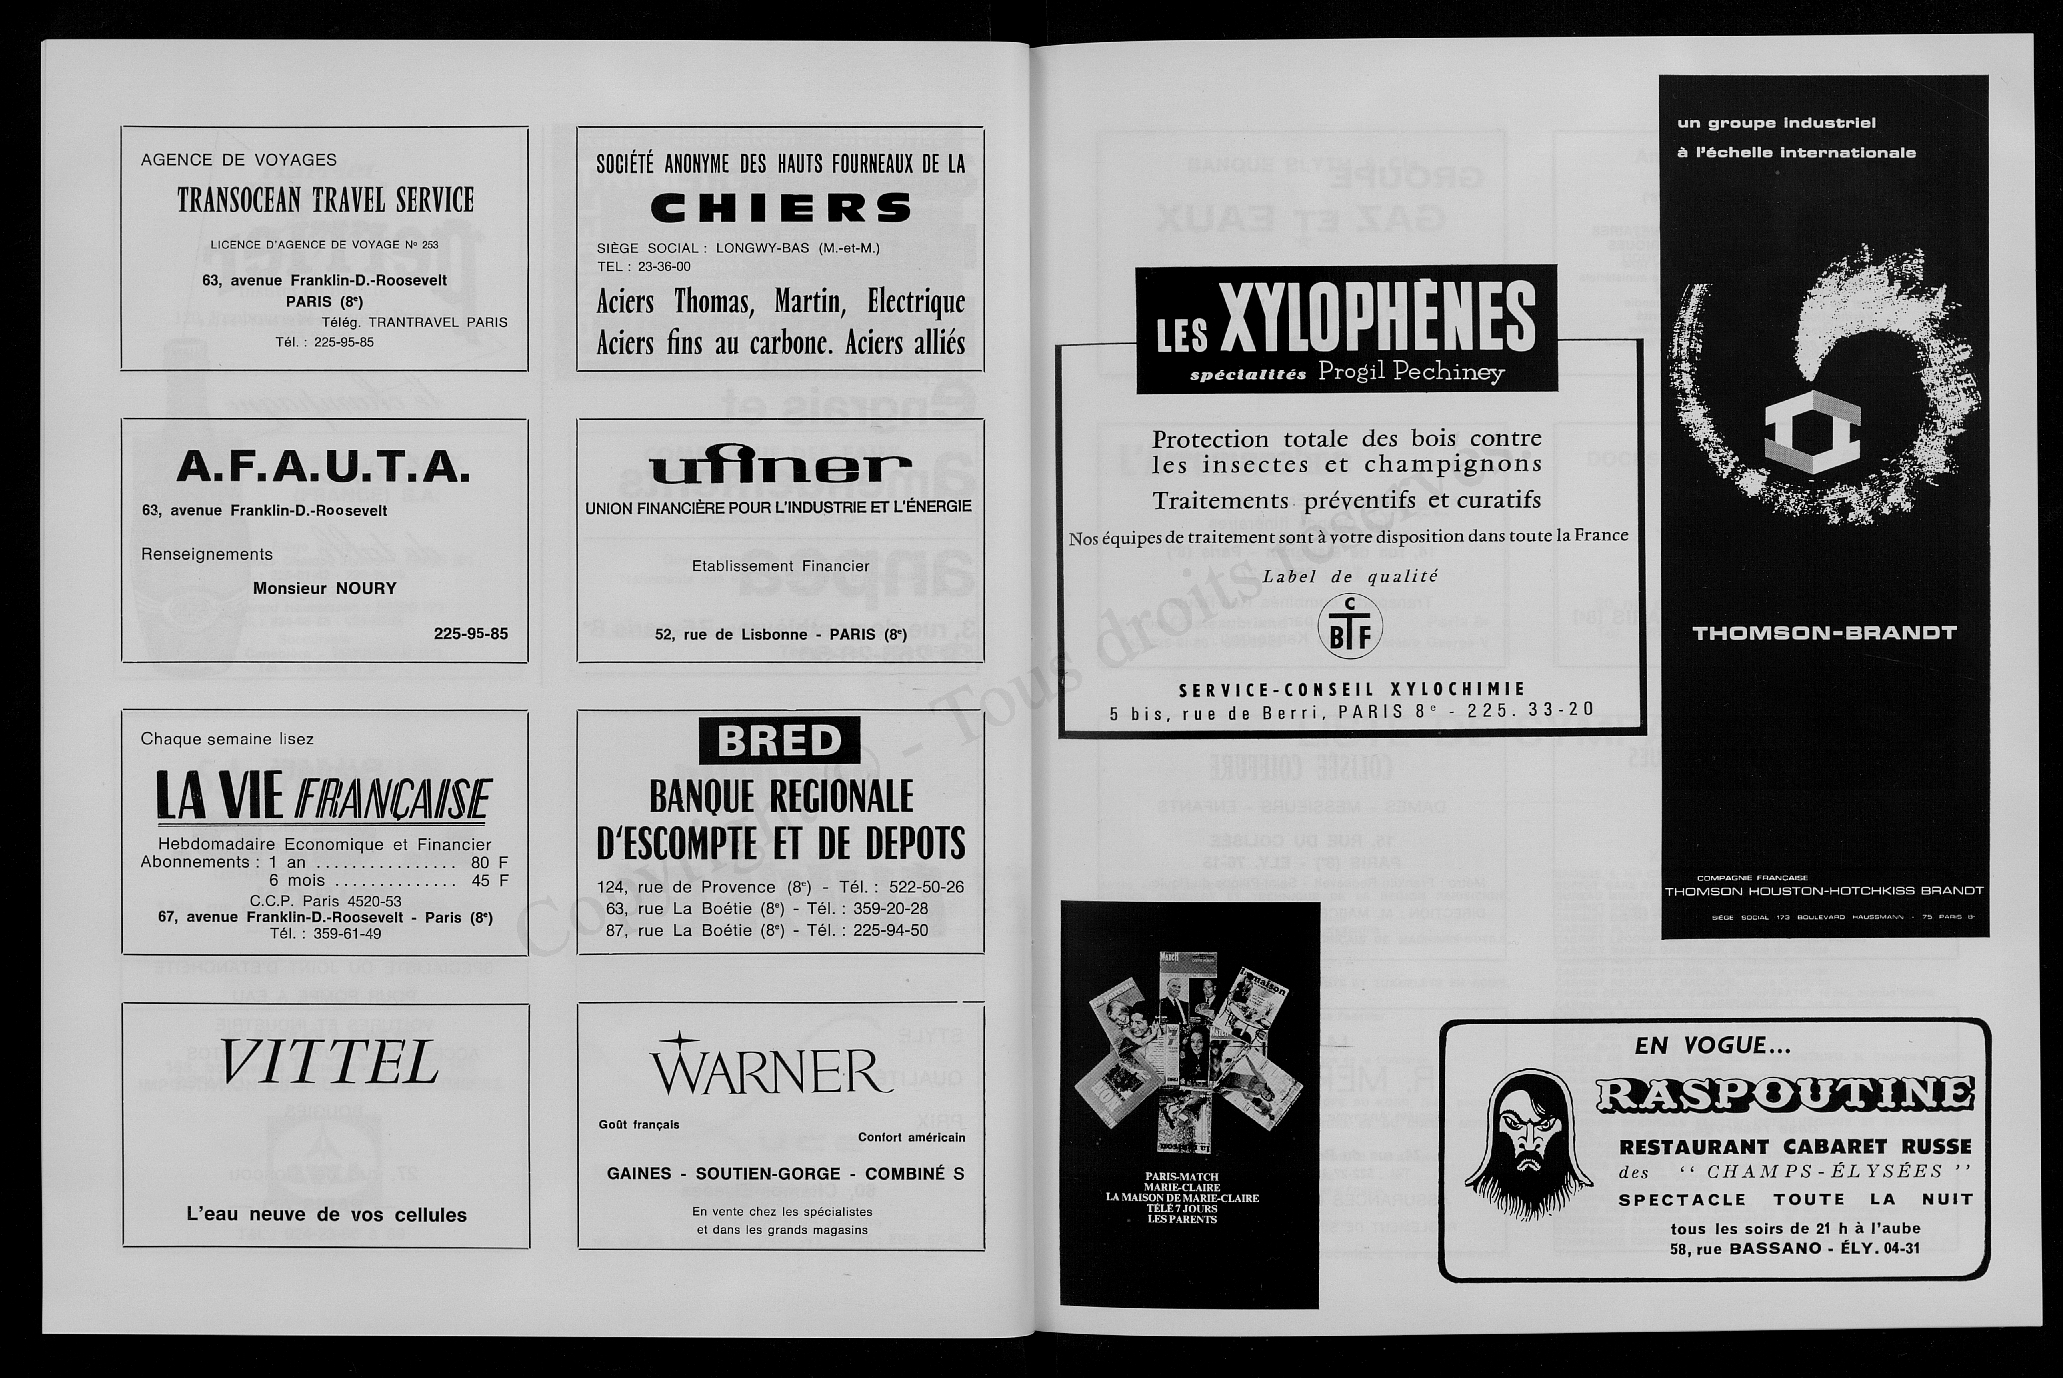 AGENCE DE VOYAGES
TRANSOCEAN TRAVEL SERVICE
LICENCE D'AGENCE DE VOYAGE Nº 253
63, avenue Franklin-D.-Roosevelt
PARIS (8e)
Télég. TRANTRAVEL PARIS
Tél. : 225-95-85
SOCIÉTÉ ANONYME DES HAUTS FOURNEAUX DE LA
CHIERS
SIÈGE SOCIAL : LONGWY-BAS (M.-et-M.)
TEL : 23-36-00
Aciers Thomas, Martin, Electrique
Aciers fins au carbone. Aciers alliés
A.F.A.U.T.A.
63, avenue Franklin-D.-Roosevelt
Renseignements
Monsieur NOURY
225-95-85
ufiner
UNION FINANCIÈRE POUR L'INDUSTRIE ET L'ÉNERGIE
Etablissement Financier
52, rue de Lisbonne - PARIS (8e)
Chaque semaine lisez
LA VIE FRANÇAISE
Hebdomadaire Economique et Financier
Abonnements : 1 an ................ 80 F
6 mois .............. 45 F
C.C.P. Paris 4520-53
67, avenue Franklin-D.-Roosevelt - Paris (8e)
Tél. : 359-61-49
BRED
BANQUE REGIONALE
D'ESCOMPTE ET DE DEPOTS
124, rue de Provence (8e) - Tél. : 522-50-26
63, rue La Boétie (8e) - Tél. : 359-20-28
87, rue La Boétie (8e) - Tél. : 225-94-50
VITTEL
L'eau neuve de vos cellules
WARNER
Goût français
Confort américain
GAINES - SOUTIEN-GORGE - COMBINÉ S
En vente chez les spécialistes
et dans les grands magasins
LES XYLOPHÈNES
spécialités Progil Pechiney
Protection totale des bois contre
les insectes et champignons
Traitements préventifs et curatifs
Nos équipes de traitement sont à votre disposition dans toute la France
Label de qualité
C
BTF
SERVICE-CONSEIL XYLOCHIMIE
5 bis, rue de Berri, PARIS 8e - 225. 33-20
un groupe industriel
à l'échelle internationale
THOMSON-BRANDT
COMPAGNIE FRANCAISE
THOMSON HOUSTON-HOTCHKISS BRANDT
SIÈGE SOCIAL 173 BOULEVARD HAUSSMANN - 75 PARIS 8e
PARIS-MATCH
MARIE-CLAIRE
LA MAISON DE MARIE-CLAIRE
TÉLÉ 7 JOURS
LES PARENTS
EN VOGUE...
RASPOUTINE
RESTAURANT CABARET RUSSE
des “ CHAMPS-ÉLYSÉES ”
SPECTACLE TOUTE LA NUIT
tous les soirs de 21 h à l'aube
58, rue BASSANO - ÉLY. 04-31
Copyright © - Tous droits réservés